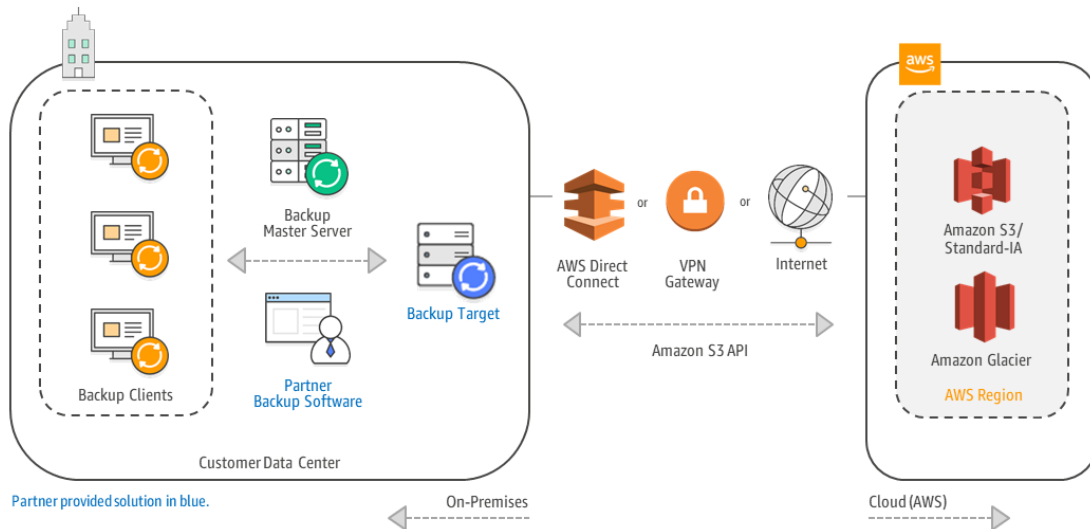 aws
Backup
Master Server
Backup Target
Partner
Backup Software
Backup Clients
Customer Data Center
AWS Direct
Connect
or
VPN
Gateway
or
Internet
Amazon S3 API
Amazon S3/
Standard-IA
Amazon Glacier
AWS Region
Partner provided solution in blue.
On-Premises
Cloud (AWS)